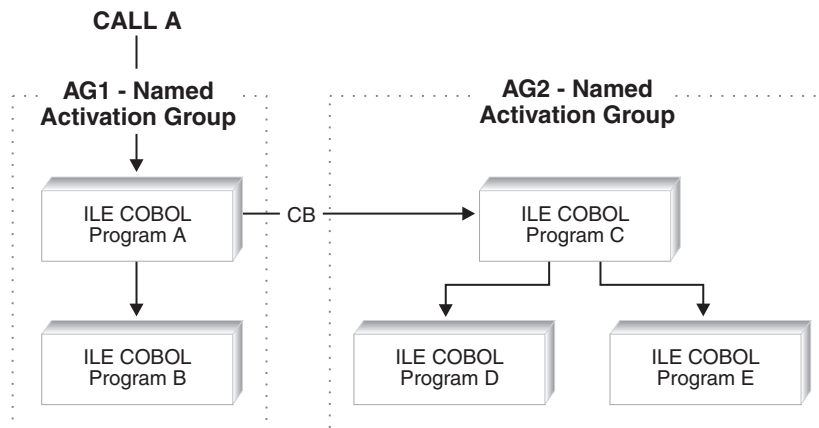 CALL A
AG1 - Named
Activation Group
AG2 - Named
Activation Group
ILE COBOL
Program A
CB
ILE COBOL
Program C
ILE COBOL
Program B
ILE COBOL
Program D
ILE COBOL
Program E